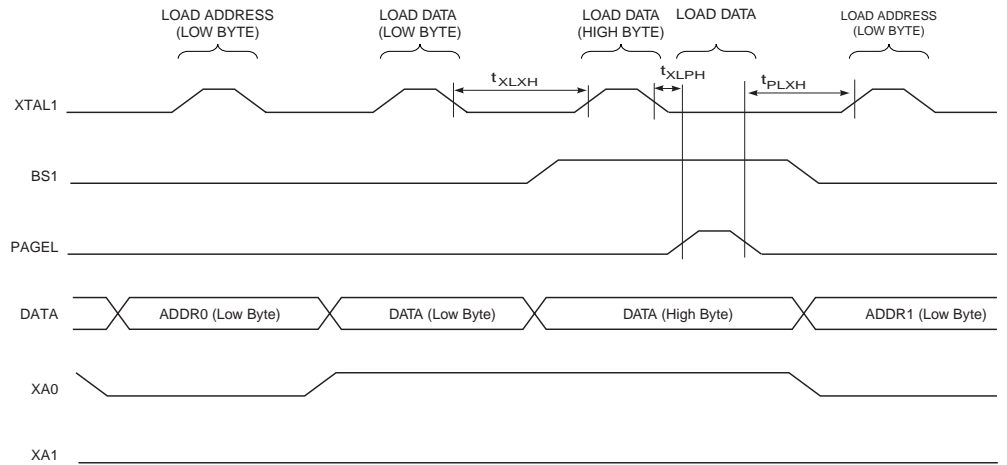 LOAD ADDRESS
(LOW BYTE)
LOAD DATA
(LOW BYTE)
LOAD DATA
(HIGH BYTE)
LOAD DATA
LOAD ADDRESS
(LOW BYTE)
tXLXH
tXLPH
tPLXH
XTAL1
BS1
PAGEL
DATA
ADDR0 (Low Byte)
DATA (Low Byte)
DATA (High Byte)
ADDR1 (Low Byte)
XA0
XA1